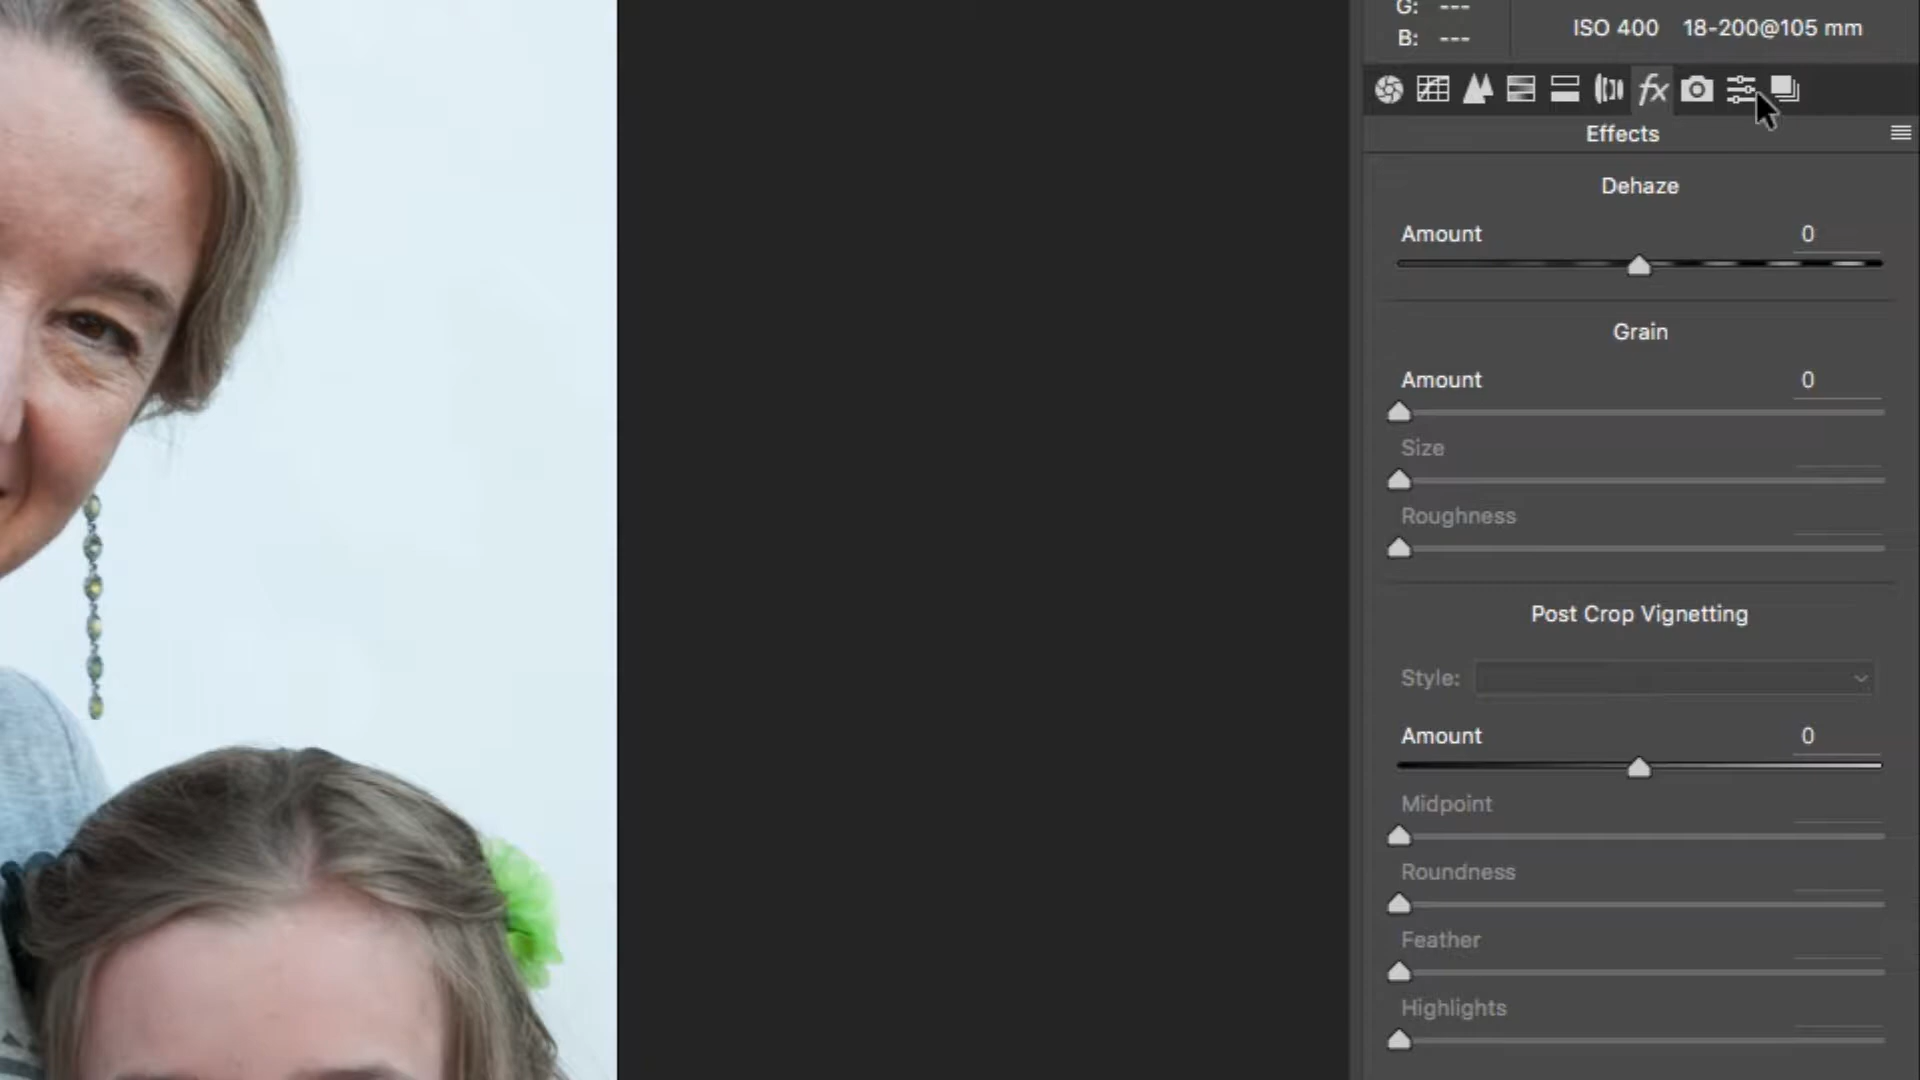 G: ---
B: ---
ISO 400 18-200@105 mm
fx
Effects
Dehaze
Amount 0
Grain
Amount 0
Size
Roughness
Post Crop Vignetting
Style:
Amount 0
Midpoint
Roundness
Feather
Highlights